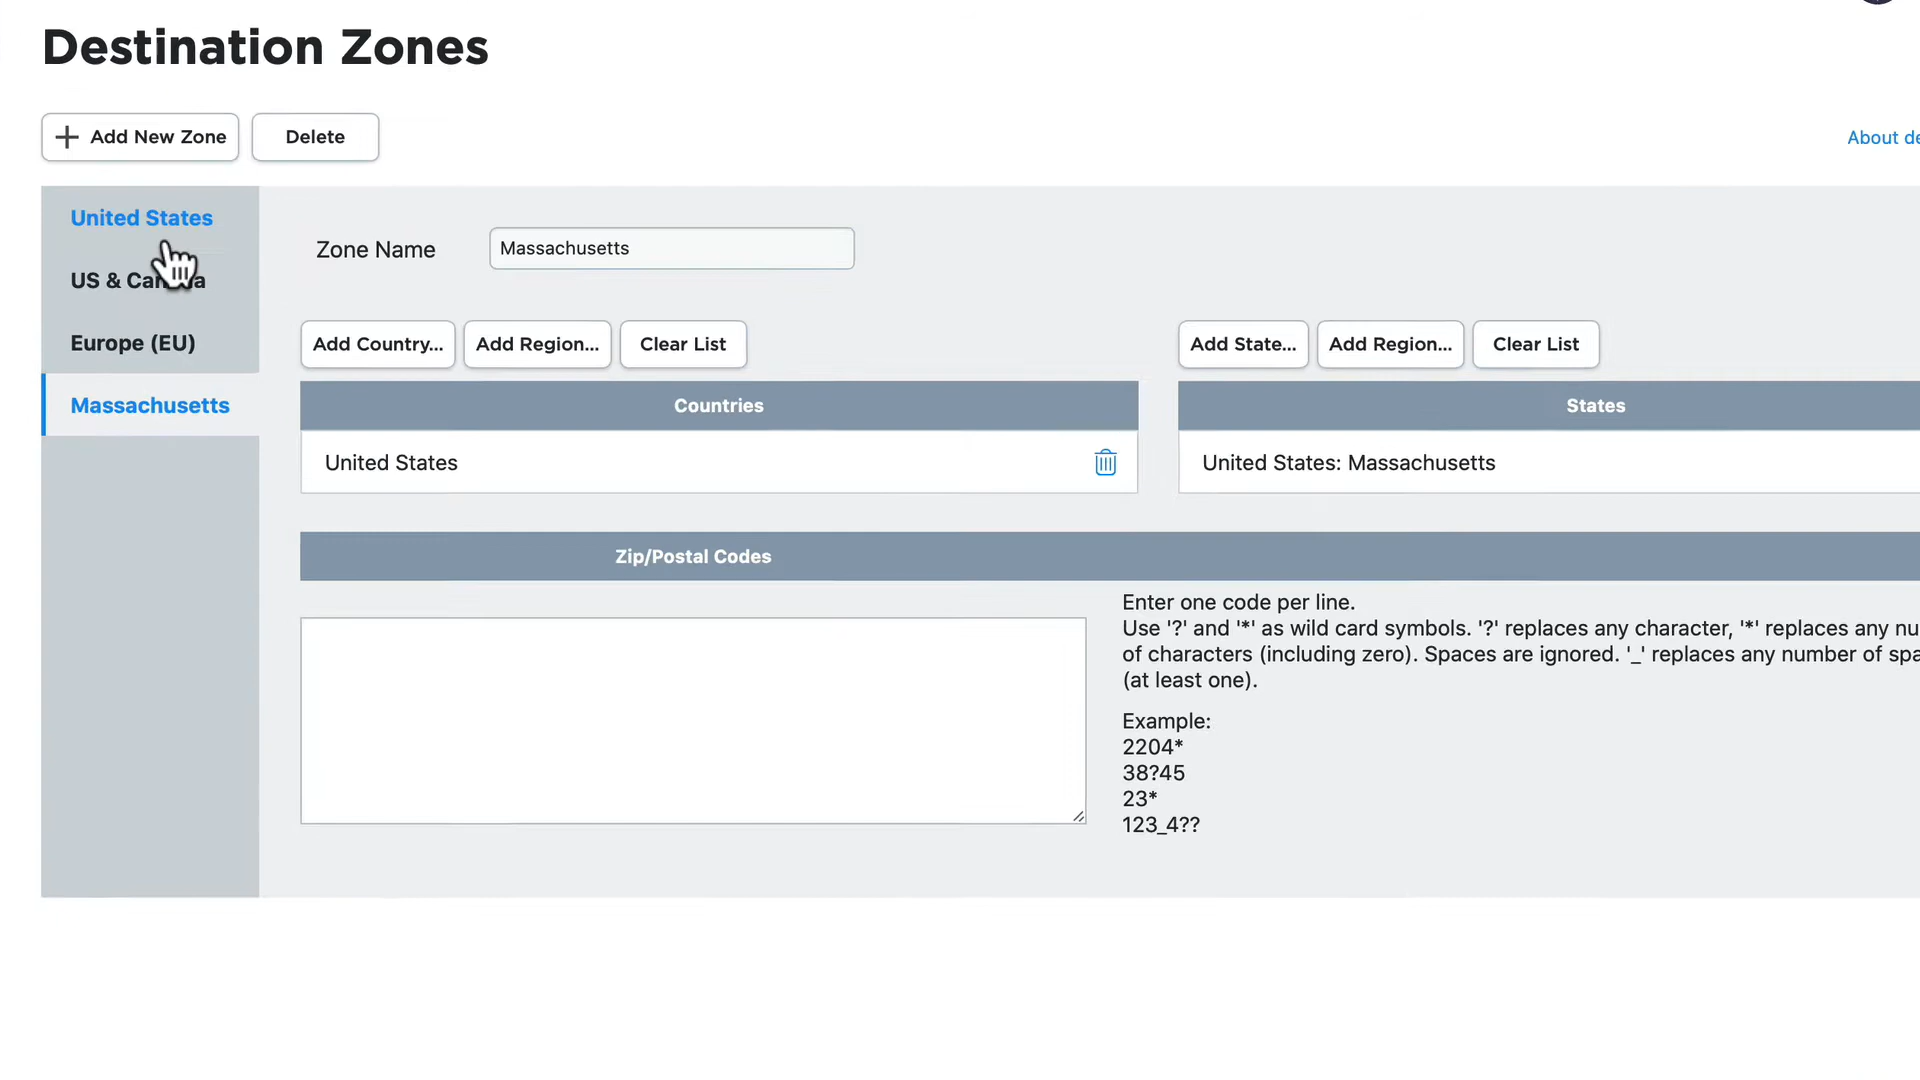 Destination Zones
Add New Zone
Delete
About de
United States
US & Canada
Europe (EU)
Massachusetts
Zone Name
Massachusetts
Add Country...
Add Region...
Clear List
Add State...
Add Region...
Clear List
Countries
States
United States
United States: Massachusetts
Zip/Postal Codes
Enter one code per line.
Use '?' and '*' as wild card symbols. '?' replaces any character, '*' replaces any nu
of characters (including zero). Spaces are ignored. '_' replaces any number of spa
(at least one).
Example:
2204*
38?45
23*
123_4??